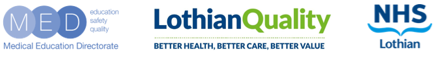 MED education
safety
quality
Medical Education Directorate
LothianQuality
BETTER HEALTH, BETTER CARE, BETTER VALUE
NHS
Lothian